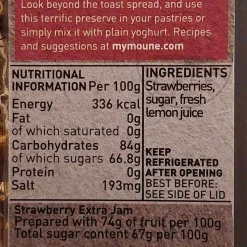 Look beyond the toast spread, and use
this terrific preserve in your pastries or
simply mix it with plain yoghurt. Recipes
and suggestions at mymoune.com
NUTRITIONAL
INFORMATION Per 100g
Energy 336 kcal
Fat 0g
of which saturated 0g
Carbohydrates 84g
of which sugars 66.8g
Protein 0g
Salt 193mg
INGREDIENTS
Strawberries,
sugar, fresh
lemon juice
KEEP
REFRIGERATED
AFTER OPENING
BEST BEFORE:
SEE SIDE OF LID
Strawberry Extra Jam
Prepared with 74g of fruit per 100g
Total sugar content 67g per 100g